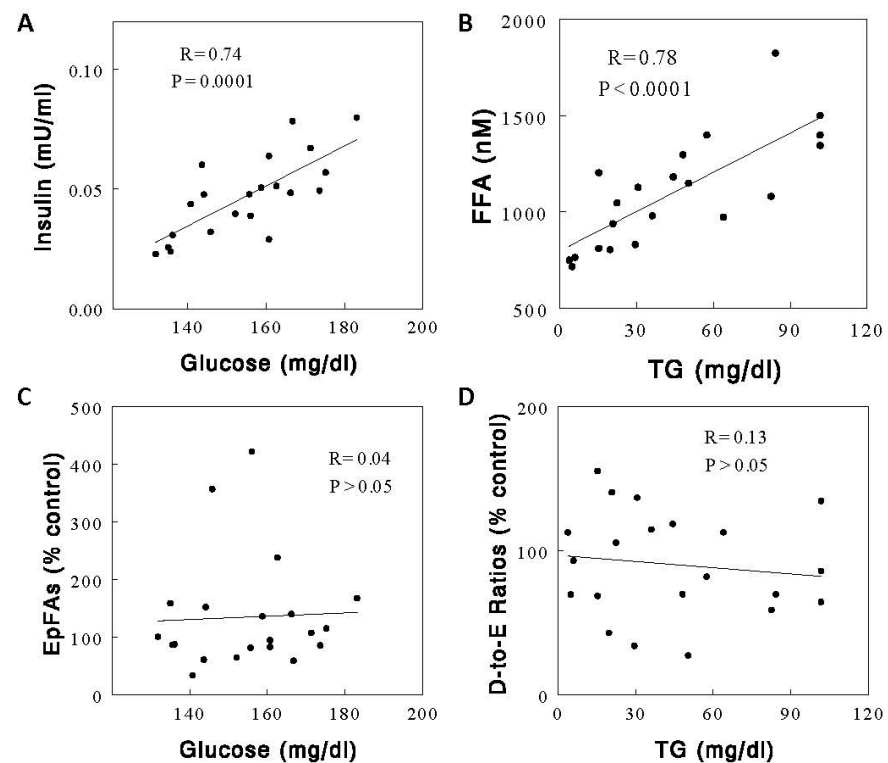 A
R=0.74
P=0.0001
0.10
0.05
0.00
Insulin (mU/ml)
140
160
180
200
Glucose (mg/dl)
B
R=0.78
P<0.0001
2000
1500
1000
500
FFA (nM)
0
30
60
90
120
TG (mg/dl)
C
R=0.04
P>0.05
500
400
300
200
100
0
EpFAs (% control)
140
160
180
200
Glucose (mg/dl)
D
R=0.13
P>0.05
200
100
0
D-to-E Ratios (% control)
0
30
60
90
120
TG (mg/dl)